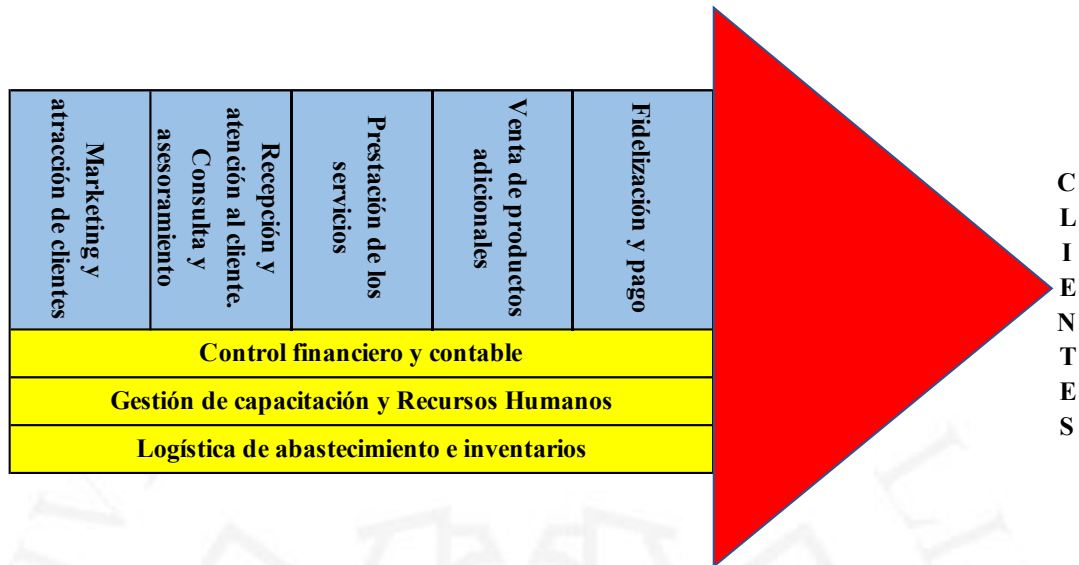 Marketing y
atracción de clientes
Recepción y
atención al cliente.
Consulta y
asesoramiento
Prestación de los
servicios
Venta de productos
adicionales
Fidelización y pago
Control financiero y contable
Gestión de capacitación y Recursos Humanos
Logística de abastecimiento e inventarios
C
L
I
E
N
T
E
S